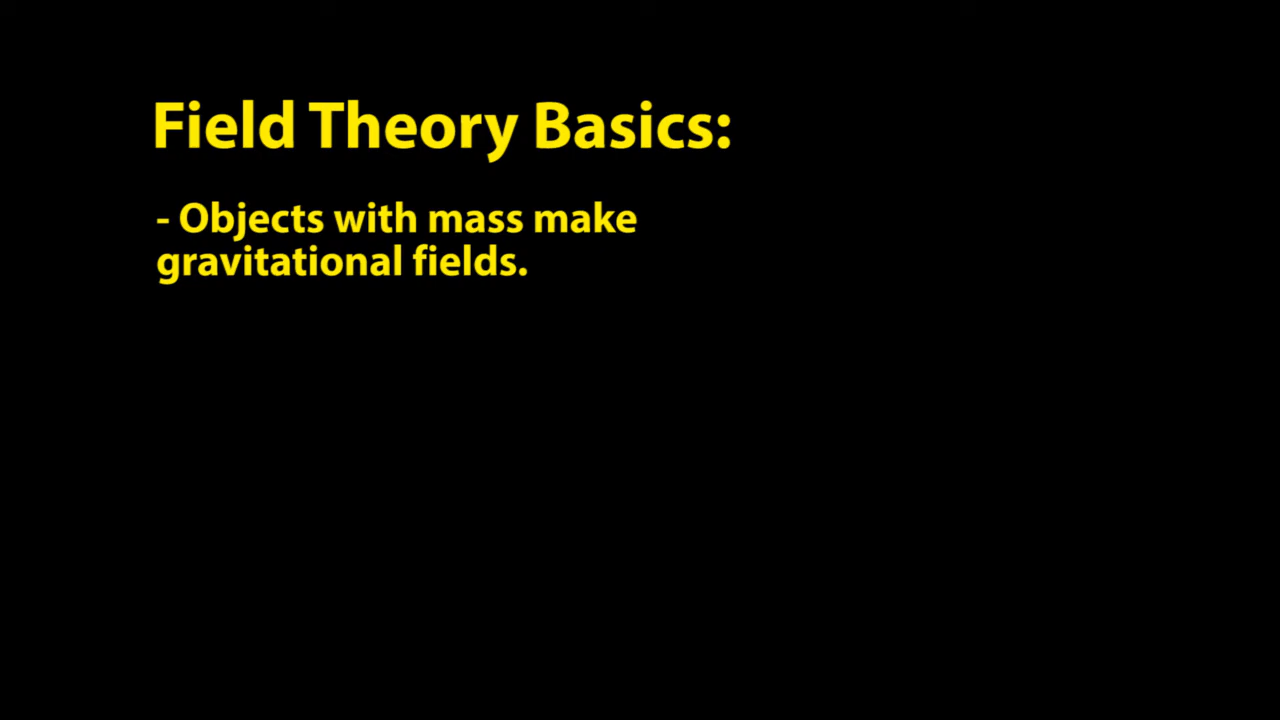 Field Theory Basics:
- Objects with mass make
gravitational fields.